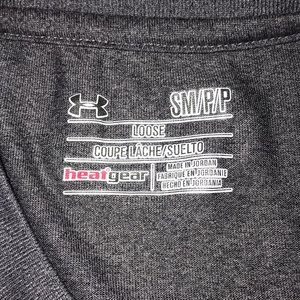 SM/P/P
LOOSE
COUPE LÂCHE/SUELTO
heatgear
MADE IN JORDAN
FABRIQUÉ EN JORDANIE
HECHO EN JORDANIA